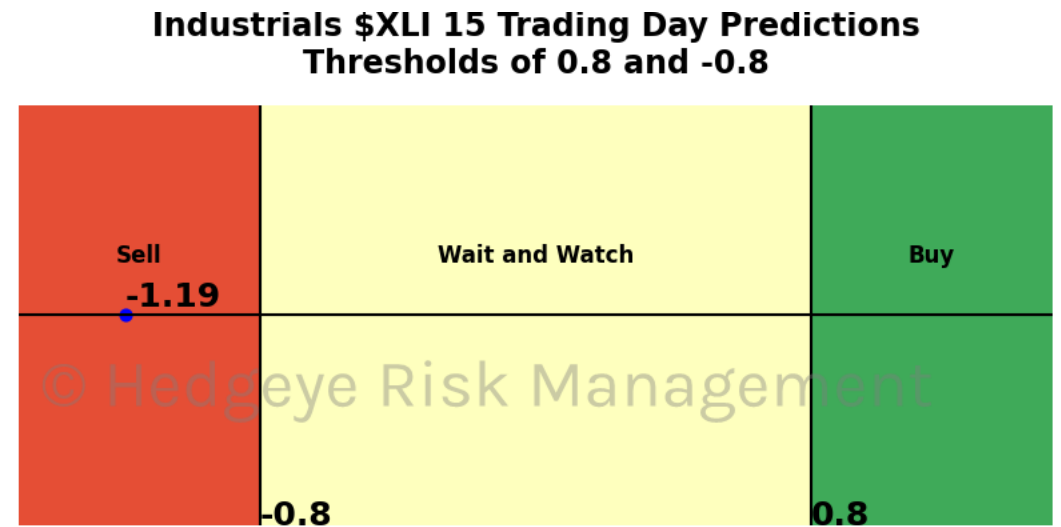 Industrials $XLI 15 Trading Day Predictions
Thresholds of 0.8 and -0.8
Sell
Wait and Watch
Buy
-1.19
© Hedgeye Risk Management
-0.8
0.8